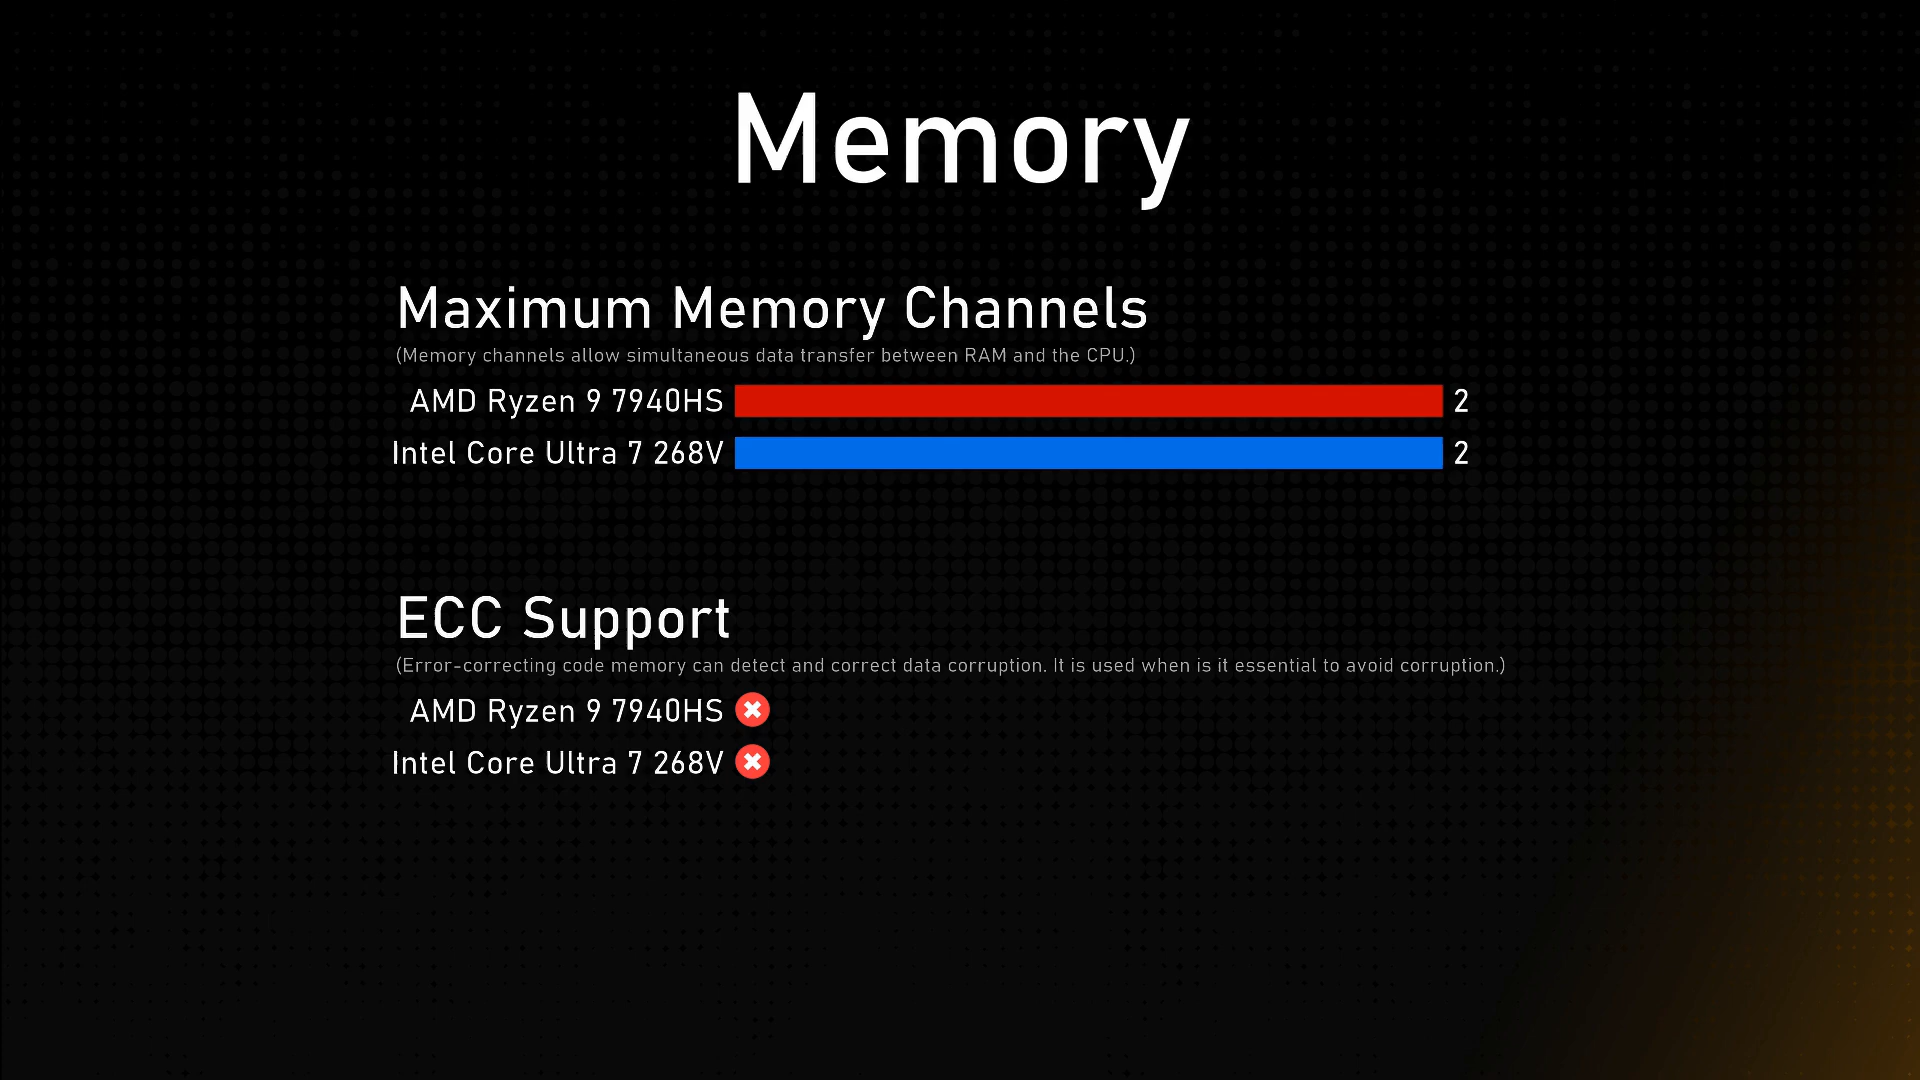 Memory
Maximum Memory Channels
(Memory channels allow simultaneous data transfer between RAM and the CPU.)
AMD Ryzen 9 7940HS 2
Intel Core Ultra 7 268V 2
ECC Support
(Error-correcting code memory can detect and correct data corruption. It is used when is it essential to avoid corruption.)
AMD Ryzen 9 7940HS
Intel Core Ultra 7 268V